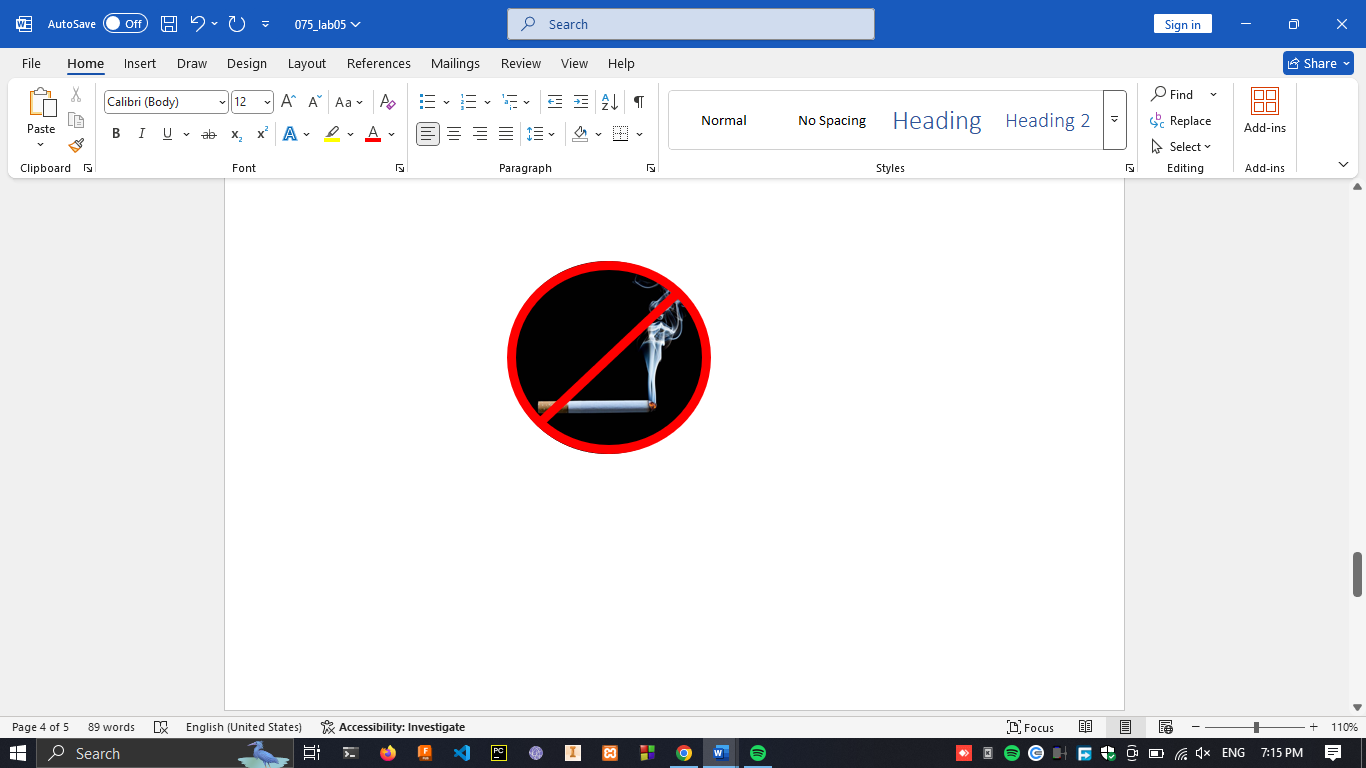 AutoSave Off 075_lab05 Search Sign in
File Home Insert Draw Design Layout References Mailings Review View Help Share
Paste Calibri (Body) 12 Aa Normal No Spacing Heading Heading 2 Find Replace Select Add-ins
Clipboard Font Paragraph Styles Editing Add-ins
Page 4 of 5 89 words English (United States) Accessibility: Investigate Focus 110%
Search ENG 7:15 PM